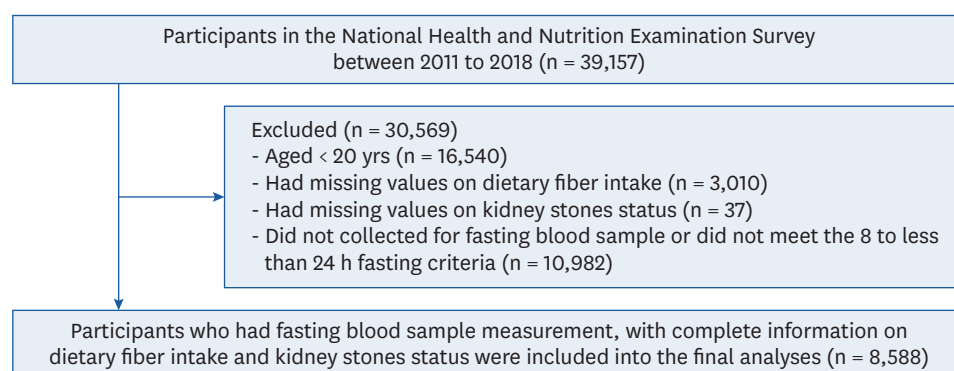 Participants in the National Health and Nutrition Examination Survey
between 2011 to 2018 (n = 39,157)
Excluded (n = 30,569)
- Aged < 20 yrs (n = 16,540)
- Had missing values on dietary fiber intake (n = 3,010)
- Had missing values on kidney stones status (n = 37)
- Did not collected for fasting blood sample or did not meet the 8 to less
than 24 h fasting criteria (n = 10,982)
Participants who had fasting blood sample measurement, with complete information on
dietary fiber intake and kidney stones status were included into the final analyses (n = 8,588)